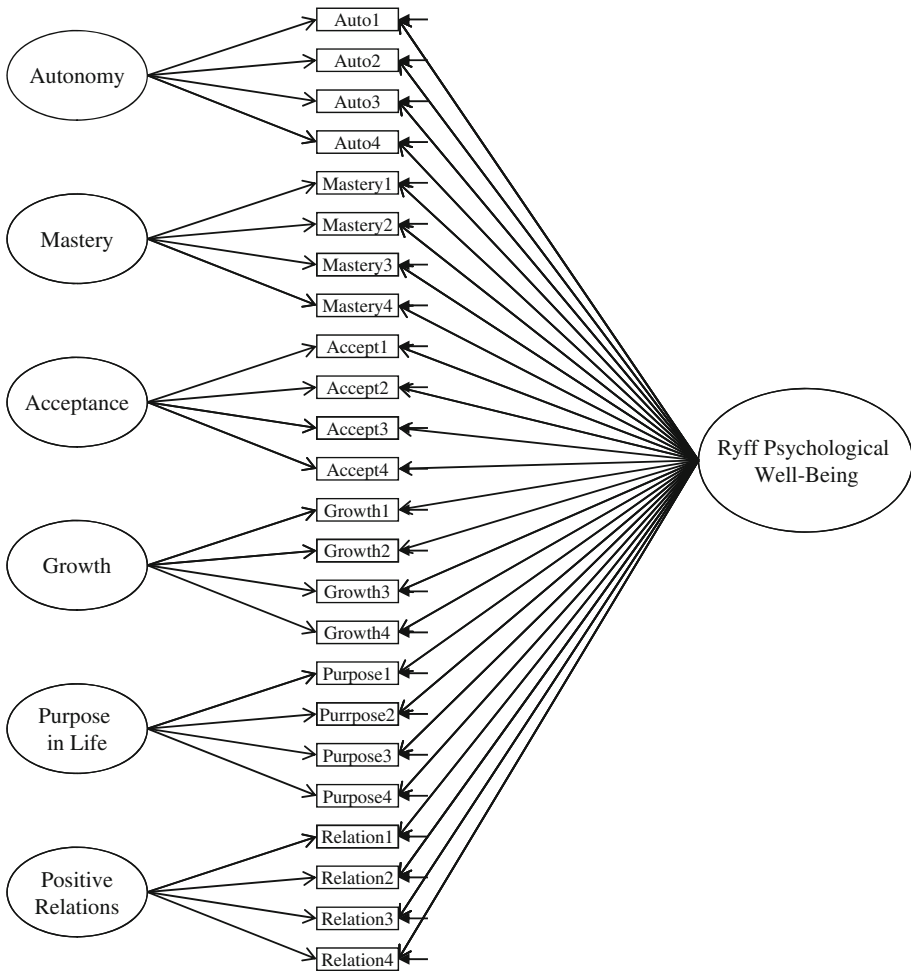 Autonomy
Auto1
Auto2
Auto3
Auto4
Mastery
Mastery1
Mastery2
Mastery3
Mastery4
Acceptance
Accept1
Accept2
Accept3
Accept4
Growth
Growth1
Growth2
Growth3
Growth4
Purpose
in Life
Purpose1
Purrpose2
Purpose3
Purpose4
Positive
Relations
Relation1
Relation2
Relation3
Relation4
Ryff Psychological
Well-Being